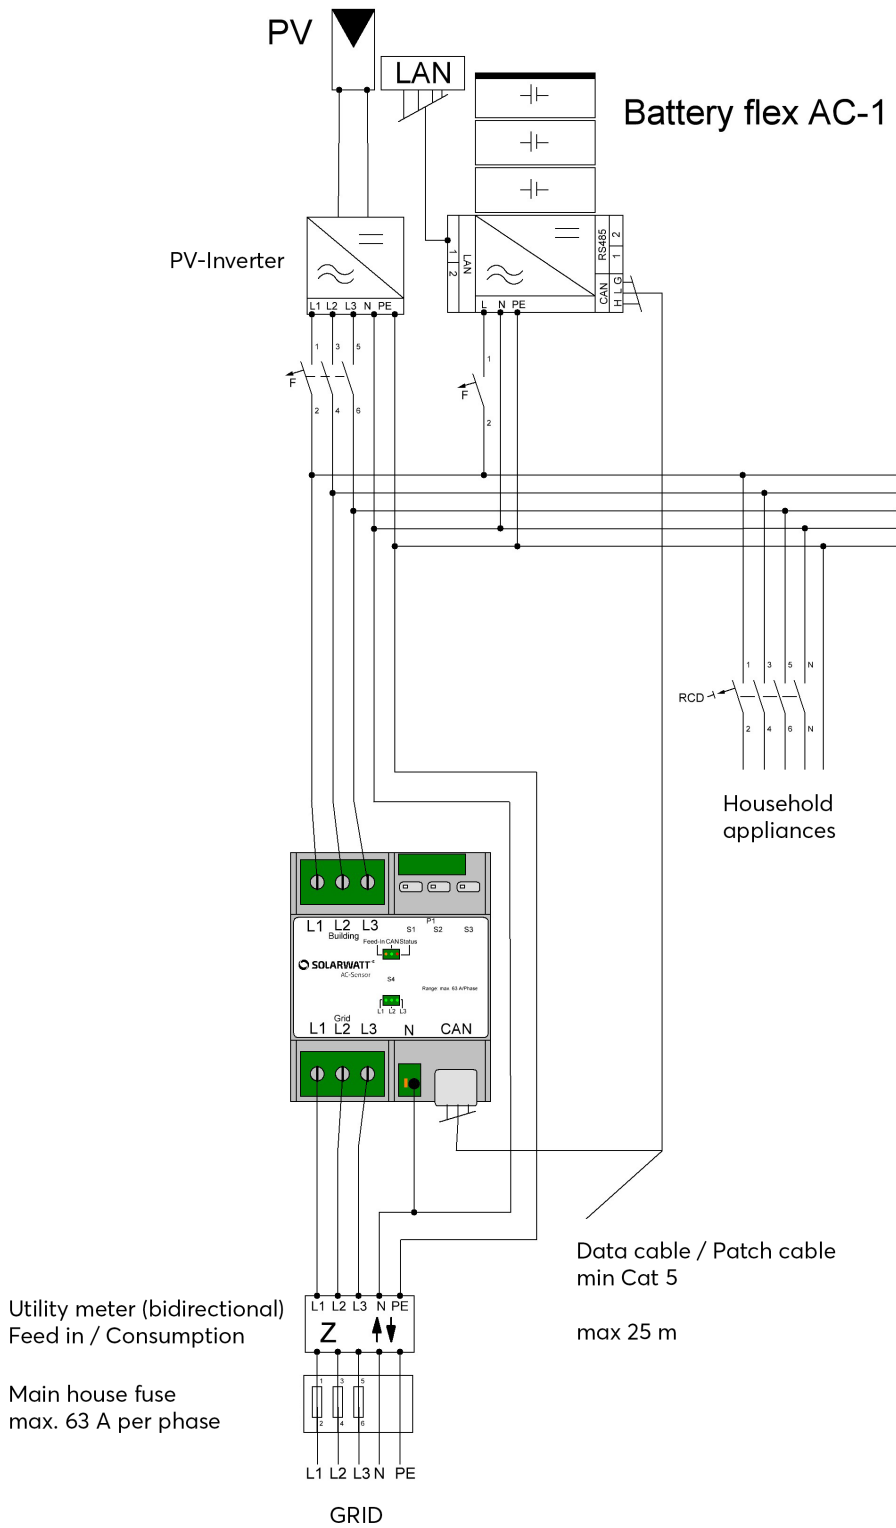 PV
LAN
Battery flex AC-1
PV-Inverter
1
2
LAN
RS485
1
2
CAN
H L G
L1 L2 L3 N PE
L N PE
1 3 5
F
2 4 6
1
F
2
1 3 5 N
RCD
2 4 6 N
Household
appliances
L1 L2 L3
Building
P1
S1 S2 S3
Feed-in CAN Status
SOLARWATT
AC-Sensor
S4
Range max. 63 A/Phase
L1 L2 L3
Grid
L1 L2 L3 N CAN
Data cable / Patch cable
min Cat 5
max 25 m
Utility meter (bidirectional)
Feed in / Consumption
L1 L2 L3 N PE
Z
Main house fuse
max. 63 A per phase
1 3 5
2 4 6
L1 L2 L3 N PE
GRID